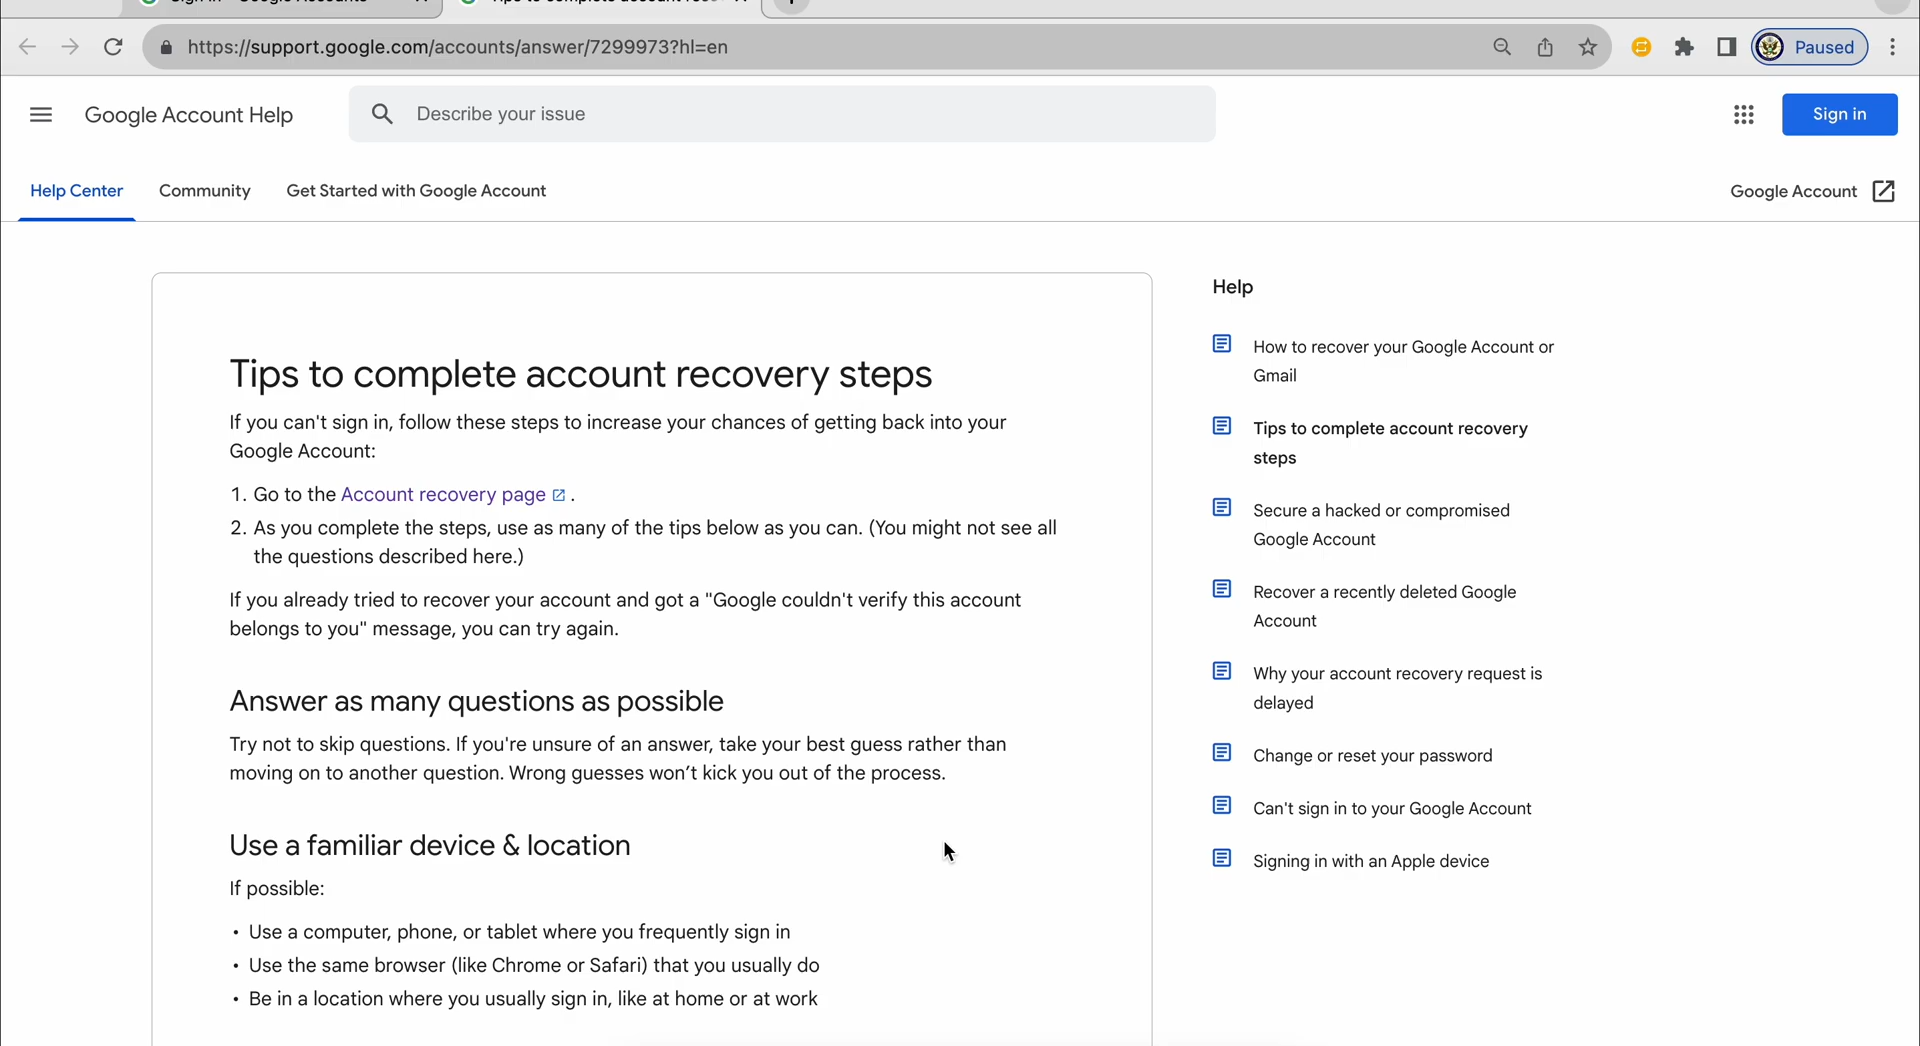 https://support.google.com/accounts/answer/7299973?hl=en
Paused
Google Account Help
Describe your issue
Sign in
Help Center
Community
Get Started with Google Account
Google Account
Tips to complete account recovery steps
If you can't sign in, follow these steps to increase your chances of getting back into your
Google Account:
1. Go to the Account recovery page .
2. As you complete the steps, use as many of the tips below as you can. (You might not see all
the questions described here.)
If you already tried to recover your account and got a "Google couldn't verify this account
belongs to you" message, you can try again.
Answer as many questions as possible
Try not to skip questions. If you're unsure of an answer, take your best guess rather than
moving on to another question. Wrong guesses won’t kick you out of the process.
Use a familiar device & location
If possible:
• Use a computer, phone, or tablet where you frequently sign in
• Use the same browser (like Chrome or Safari) that you usually do
• Be in a location where you usually sign in, like at home or at work
Help
How to recover your Google Account or
Gmail
Tips to complete account recovery
steps
Secure a hacked or compromised
Google Account
Recover a recently deleted Google
Account
Why your account recovery request is
delayed
Change or reset your password
Can't sign in to your Google Account
Signing in with an Apple device